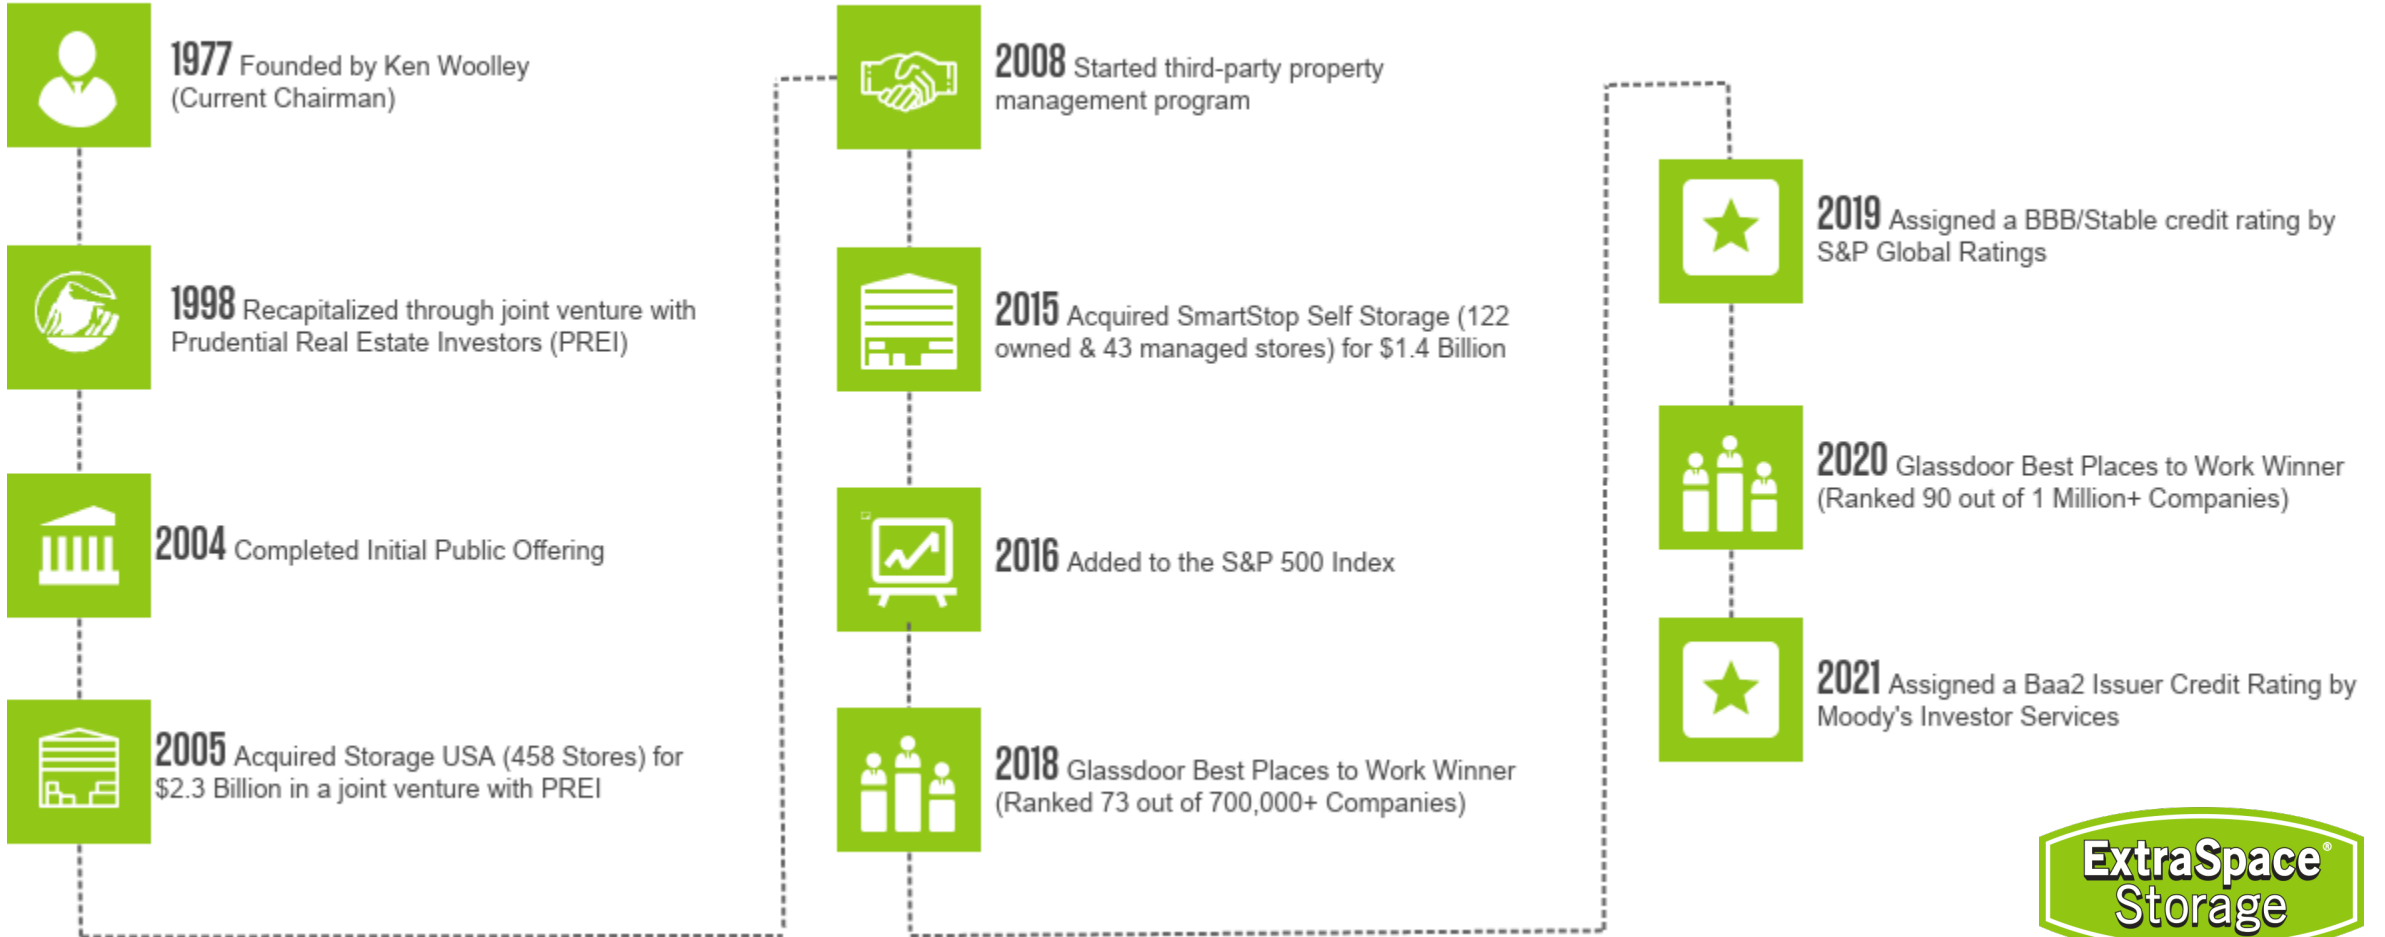 1977 Founded by Ken Woolley
(Current Chairman)
1998 Recapitalized through joint venture with
Prudential Real Estate Investors (PREI)
2004 Completed Initial Public Offering
2005 Acquired Storage USA (458 Stores) for
$2.3 Billion in a joint venture with PREI
2008 Started third-party property
management program
2015 Acquired SmartStop Self Storage (122
owned & 43 managed stores) for $1.4 Billion
2016 Added to the S&P 500 Index
2018 Glassdoor Best Places to Work Winner
(Ranked 73 out of 700,000+ Companies)
2019 Assigned a BBB/Stable credit rating by
S&P Global Ratings
2020 Glassdoor Best Places to Work Winner
(Ranked 90 out of 1 Million+ Companies)
2021 Assigned a Baa2 Issuer Credit Rating by
Moody's Investor Services
ExtraSpace®
Storage